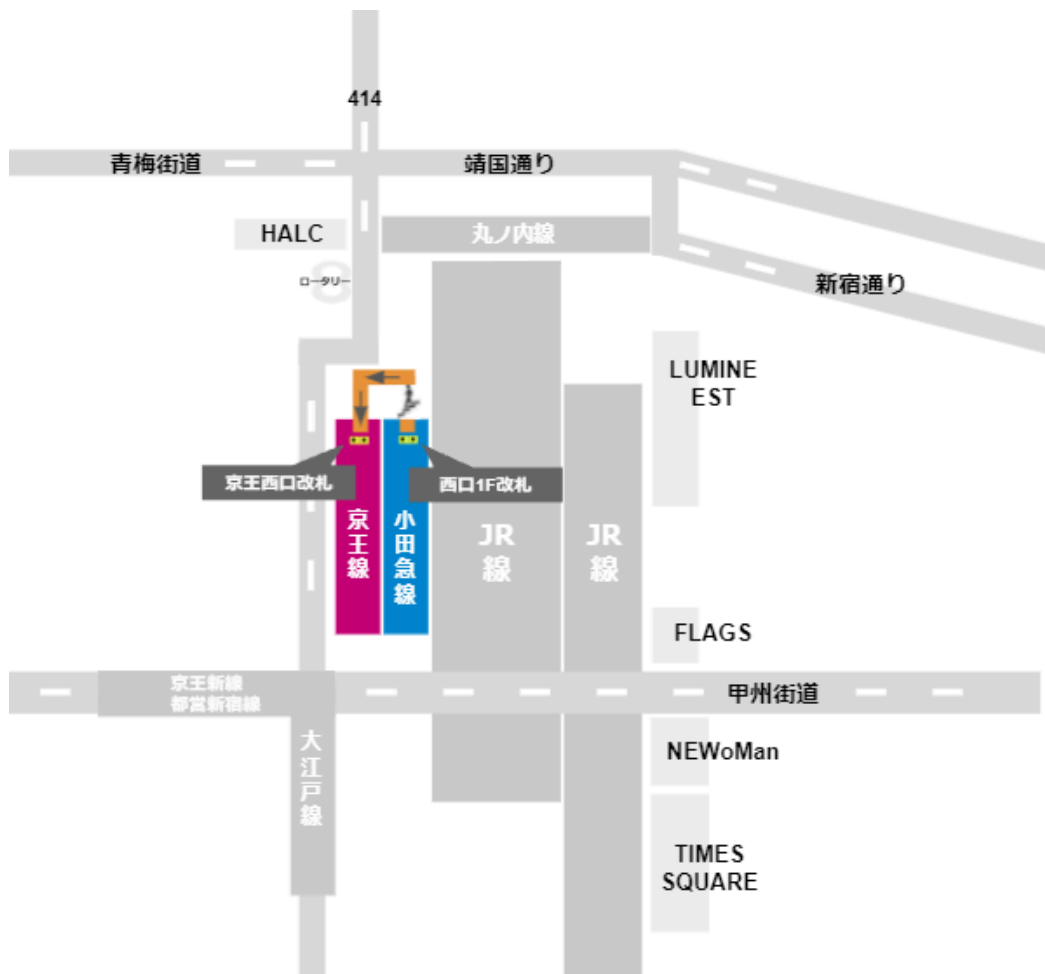 414
青梅街道
靖国通り
HALC
丸ノ内線
ロータリー
新宿通り
LUMINE
EST
京王西口改札
西口1F改札
京王線
小田急線
JR
線
JR
線
FLAGS
京王新線
都営新宿線
甲州街道
大江戸線
NEWoMan
TIMES
SQUARE